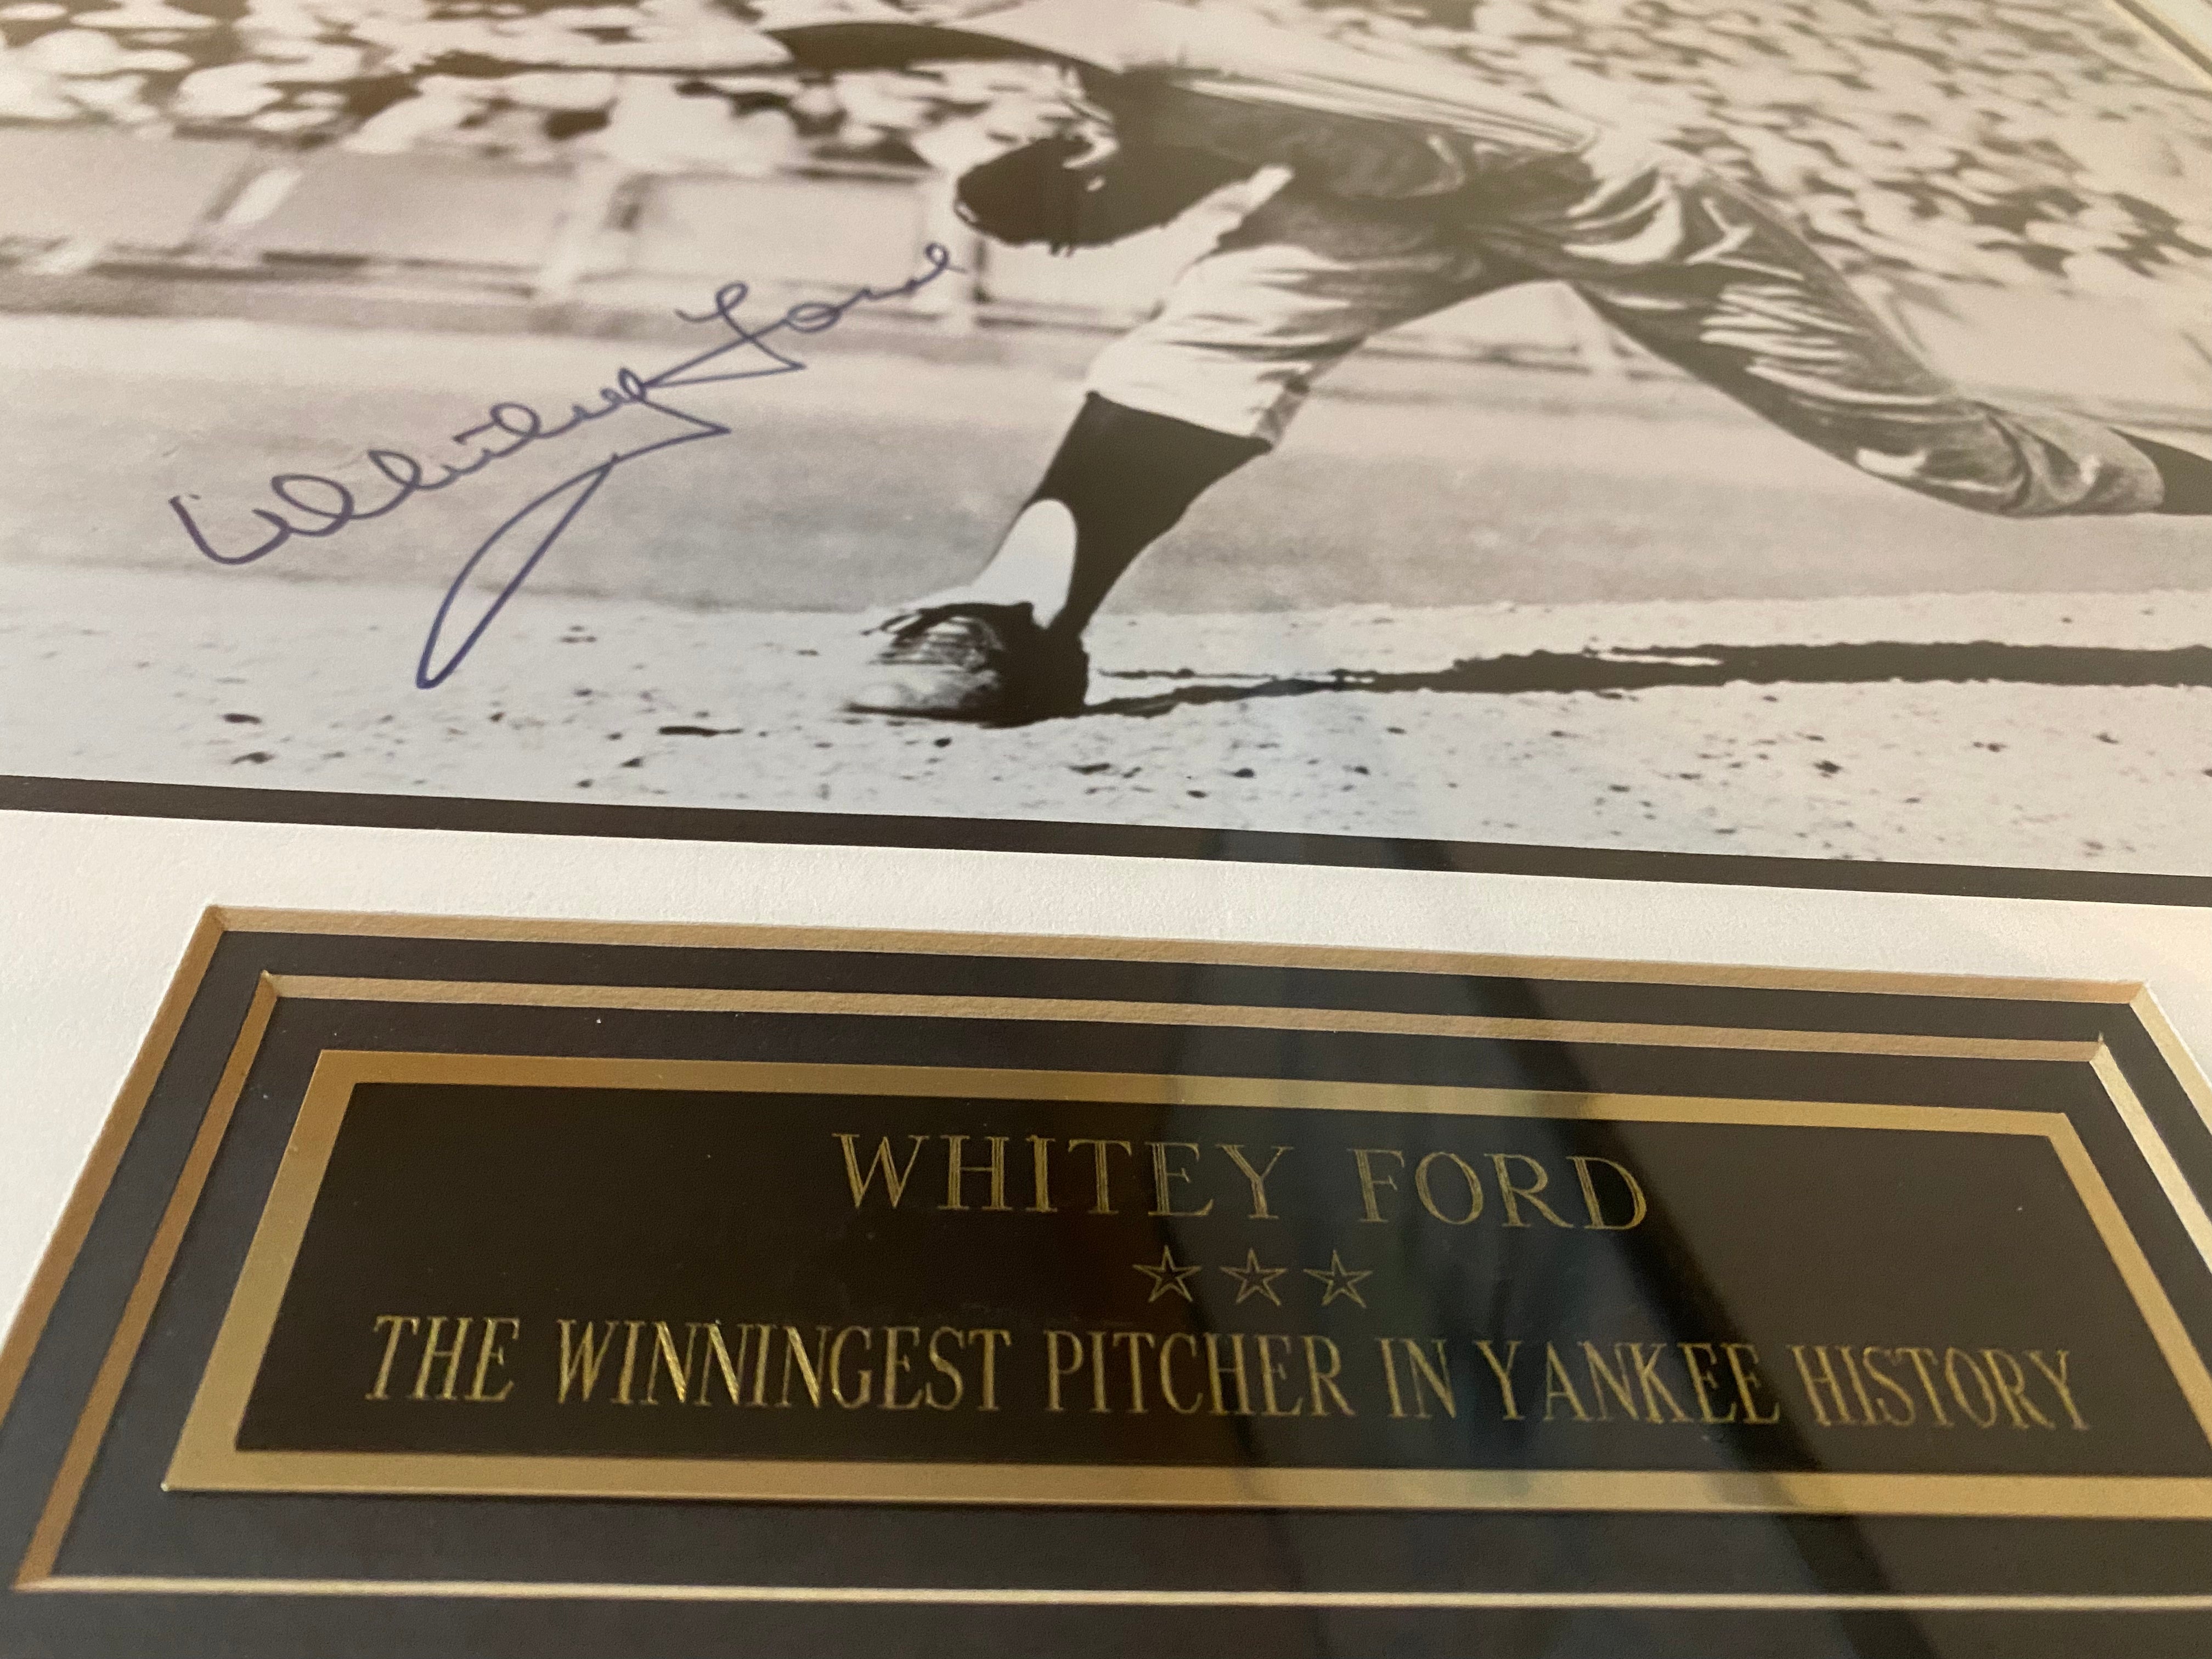 Whitey Ford
WHITEY FORD
THE WINNINGEST PITCHER IN YANKEE HISTORY